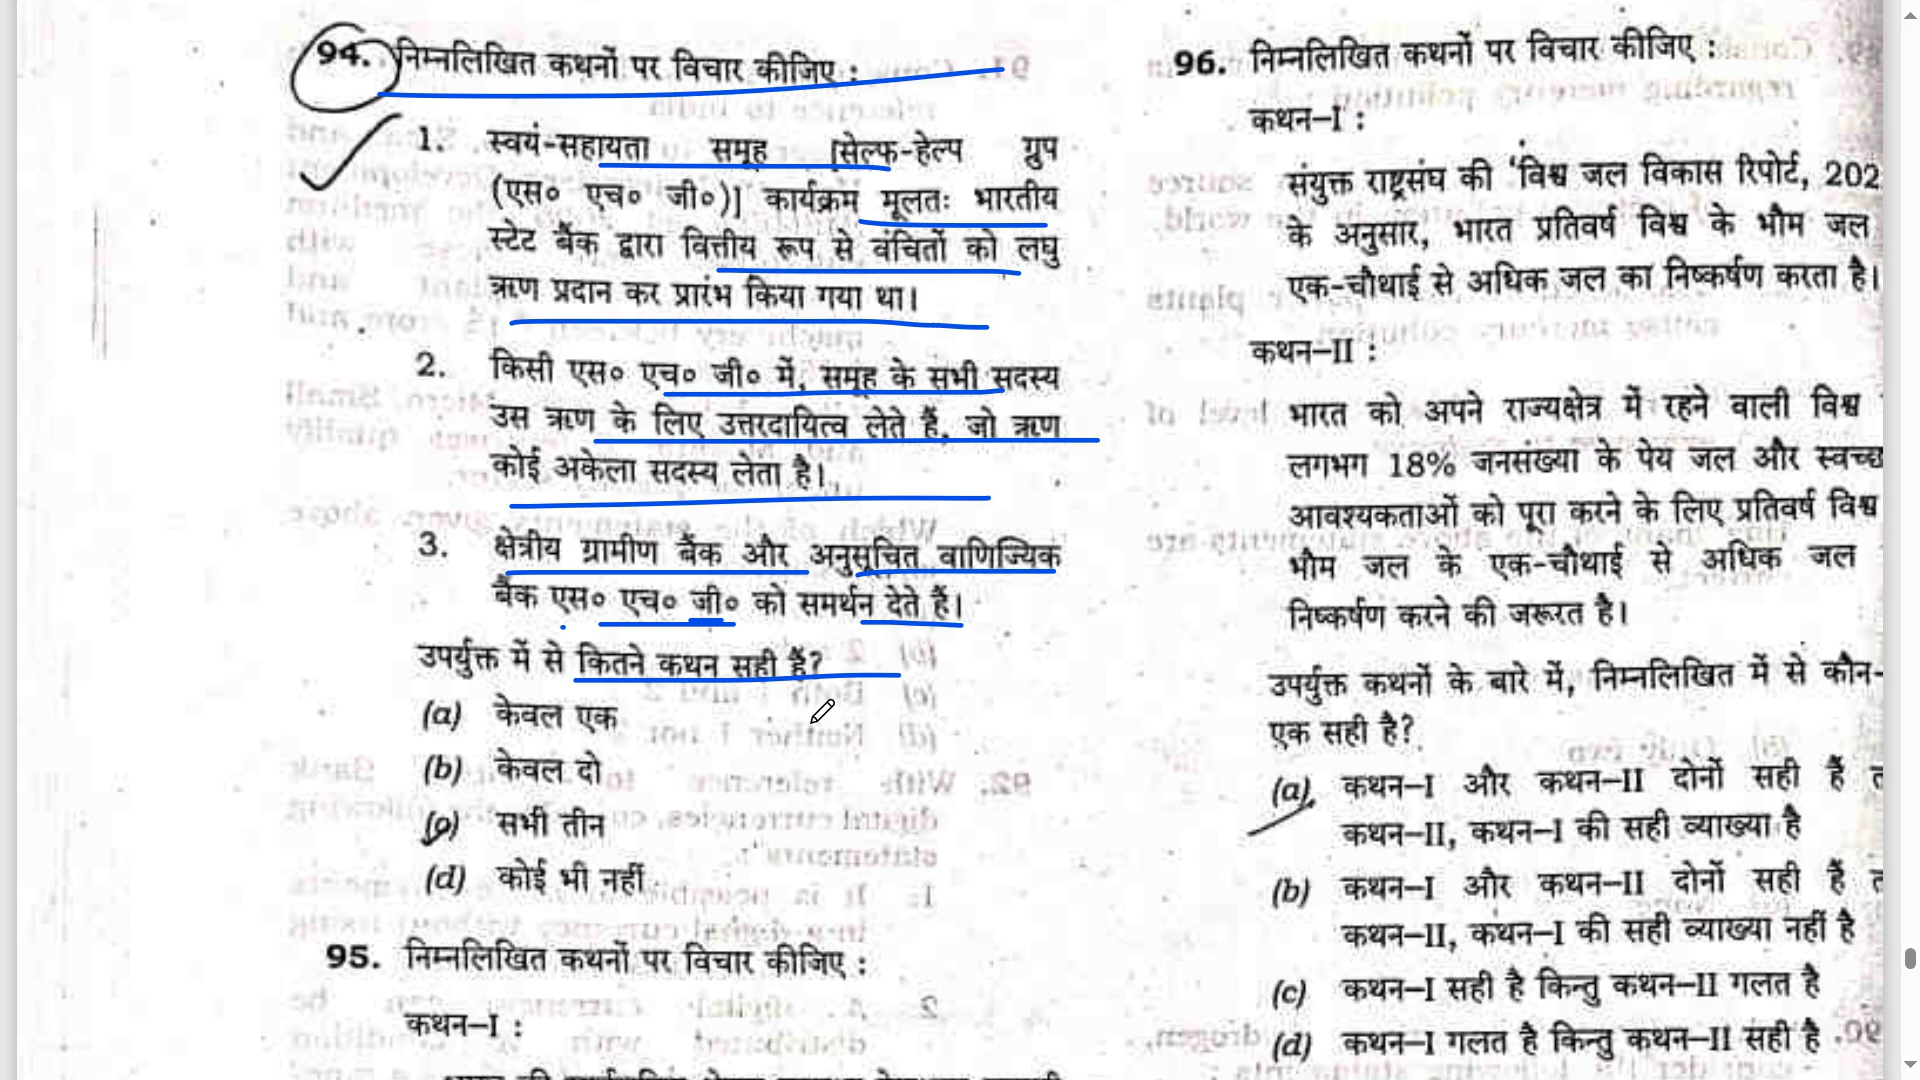 94. निम्नलिखित कथनों पर विचार कीजिए :
1. स्वयं-सहायता समूह [सेल्फ-हेल्प ग्रुप
(एस० एच० जी०)] कार्यक्रम मूलतः भारतीय
स्टेट बैंक द्वारा वित्तीय रूप से वंचितों को लघु
ऋण प्रदान कर प्रारंभ किया गया था।
2. किसी एस० एच० जी० में, समूह के सभी सदस्य
उस ऋण के लिए उत्तरदायित्व लेते हैं, जो ऋण
कोई अकेला सदस्य लेता है।
3. क्षेत्रीय ग्रामीण बैंक और अनुसूचित वाणिज्यिक
बैंक एस० एच० जी० को समर्थन देते हैं।
उपर्युक्त में से कितने कथन सही हैं?
(a) केवल एक
(b) केवल दो
(c) सभी तीन
(d) कोई भी नहीं
95. निम्नलिखित कथनों पर विचार कीजिए :
कथन-I :
96. निम्नलिखित कथनों पर विचार कीजिए :
कथन-I :
संयुक्त राष्ट्रसंघ की 'विश्व जल विकास रिपोर्ट, 202
के अनुसार, भारत प्रतिवर्ष विश्व के भौम जल
एक-चौथाई से अधिक जल का निष्कर्षण करता है।
कथन-II :
भारत को अपने राज्यक्षेत्र में रहने वाली विश्व
लगभग 18% जनसंख्या के पेय जल और स्वच्छ
आवश्यकताओं को पूरा करने के लिए प्रतिवर्ष विश्व
भौम जल के एक-चौथाई से अधिक जल
निष्कर्षण करने की जरूरत है।
उपर्युक्त कथनों के बारे में, निम्नलिखित में से कौन-
एक सही है?
(a) कथन-I और कथन-II दोनों सही हैं
कथन-II, कथन-I की सही व्याख्या है
(b) कथन-I और कथन-II दोनों सही हैं
कथन-II, कथन-I की सही व्याख्या नहीं है
(c) कथन-I सही है किन्तु कथन-II गलत है
(d) कथन-I गलत है किन्तु कथन-II सही है